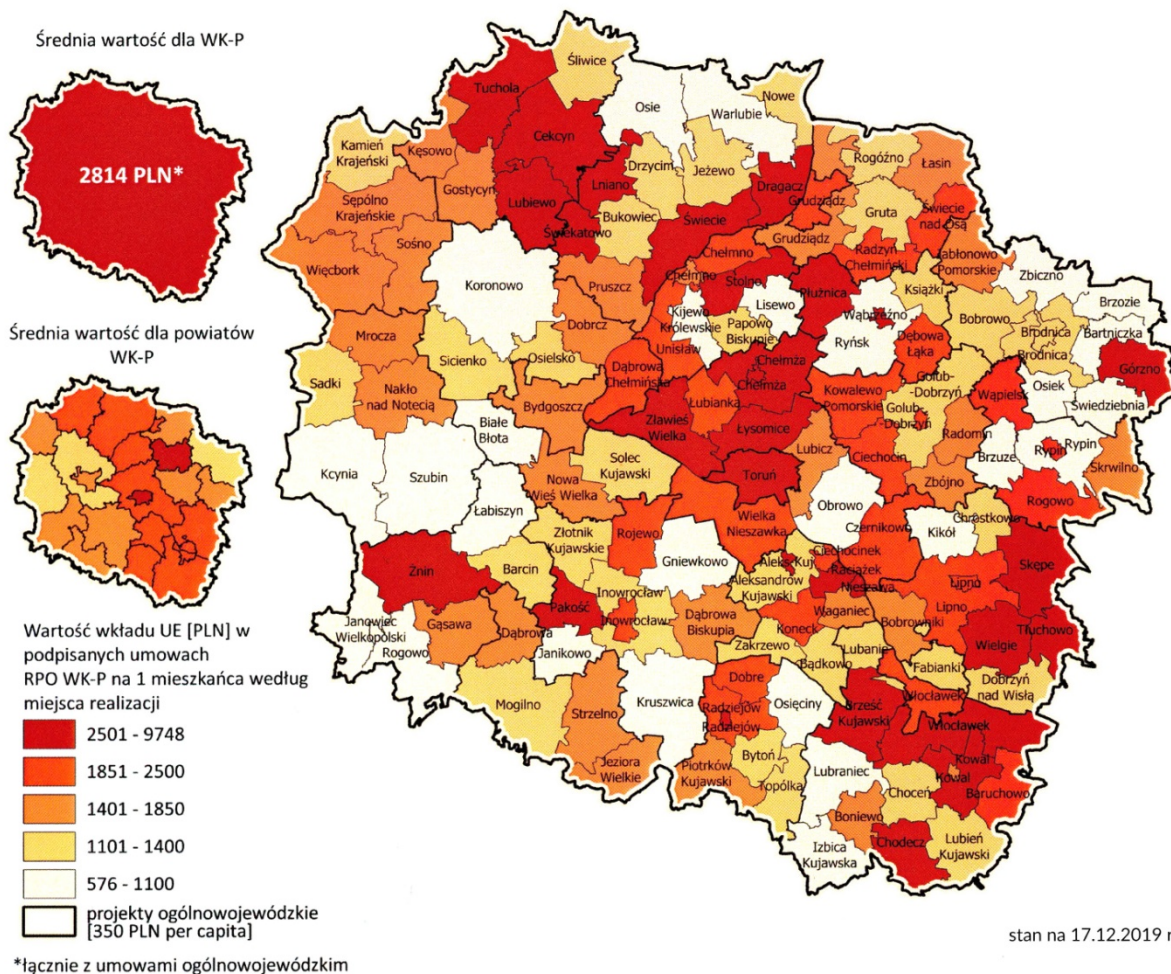 Średnia wartość dla WK-P
2814 PLN*
Średnia wartość dla powiatów
WK-P
Wartość wkładu UE [PLN] w
podpisanych umowach
RPO WK-P na 1 mieszkańca według
miejsca realizacji
2501 - 9748
1851 - 2500
1401 - 1850
1101 - 1400
576 - 1100
projekty ogólnowojewódzkie
[350 PLN per capita]
*łącznie z umowami ogólnowojewódzkim
Śliwice
Tuchola
Osie
Warlubie
Nowe
Cekcyn
Kamień
Krajeński
Kęsowo
Drzycim
Rogóźno
Łasin
Gostycyn
Lniano
Jeżewo
Dragacz
Grudziądz
Sępólno
Krajeńskie
Lubiewo
Bukowiec
Świecie
Gruta
Świecie
nad Osą
Sośno
Świekatowo
Grudziądz
Więcbork
Chełmno
Radzyń
Chełmiński
Jabłonowo
Pomorskie
Zbiczno
Koronowo
Pruszcz
Chełmno
Stolno
Płużnica
Książki
Brzozie
Lisewo
Bobrowo
Kijewo
Królewskie
Wąbrzeźno
Brodnica
Bartniczka
Dobrcz
Papowo
Biskupie
Mrocza
Unisław
Ryńsk
Dębowa
Łąka
Brodnica
Górzno
Sicienko
Osielsko
Chełmża
Sadki
Dąbrowa
Chełmińska
Chełmża
Golub-
-Dobrzyń
Osiek
Nakło
nad Notecią
Łubianka
Kowalewo
Pomorskie
Wąpielsk
Świedziebnia
Bydgoszcz
Zławieś
Wielka
Golub-
-Dobrzyń
Białe
Błota
Łysomice
Radomin
Rypin
Rypin
Lubicz
Ciechocin
Brzuze
Solec
Kujawski
Skrwilno
Kcynia
Szubin
Nowa
Wieś Wielka
Toruń
Zbójno
Obrowo
Rogowo
Łabiszyn
Wielka
Nieszawka
Chrostkowo
Rojewo
Czernikowo
Kikół
Złotnik
Kujawskie
Ciechocinek
Żnin
Barcin
Gniewkowo
Aleks-Kuj
Raciążek
Skępe
Aleksandrów
Kujawski
Nieszawa
Lipno
Inowrocław
Pakość
Lipno
Janowiec
Wielkopolski
Gąsawa
Dąbrowa
Inowrocław
Dąbrowa
Biskupia
Waganiec
Bobrowniki
Tłuchowo
Koneck
Rogowo
Janikowo
Zakrzewo
Lubanie
Wielgie
Bądkowo
Fabianki
Dobre
Dobrzyń
nad Wisłą
Mogilno
Strzelno
Kruszwica
Radziejów
Osięciny
Włocławek
Radziejów
Brześć
Kujawski
Włocławek
Jeziora
Wielkie
Piotrków
Kujawski
Bytoń
Lubraniec
Kowal
Topólka
Choceń
Kowal
Baruchowo
Boniewo
Izbica
Kujawska
Chodecz
Lubień
Kujawski
stan na 17.12.2019 r